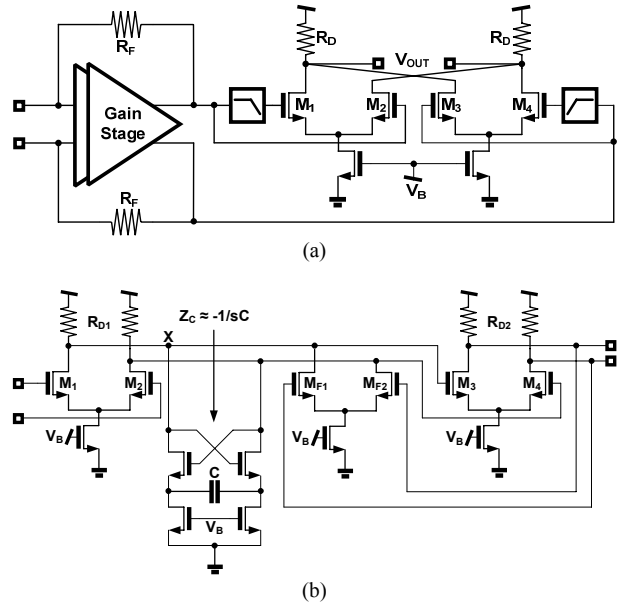 R_F
Gain
Stage
R_F
R_D
V_OUT
R_D
M_1
M_2
M_3
M_4
V_B
(a)
R_D1
X
Z_C ≈ -1/sC
M_1
M_2
V_B
C
V_B
M_F1
M_F2
V_B
R_D2
M_3
M_4
V_B
(b)